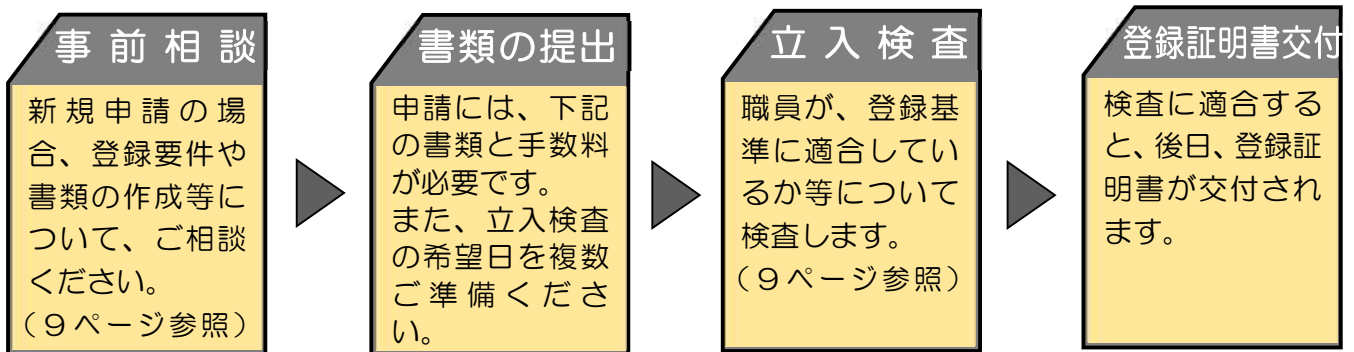 事前相談
新規申請の場
合、登録要件や
書類の作成等に
ついて、ご相談
ください。
（９ページ参照）
書類の提出
申請には、下記
の書類と手数料
が必要です。
また、立入検査
の希望日を複数
ご準備くださ
い。
立入検査
職員が、登録基
準に適合してい
るか等について
検査します。
（９ページ参照）
登録証明書交付
検査に適合する
と、後日、登録証
明書が交付され
ます。